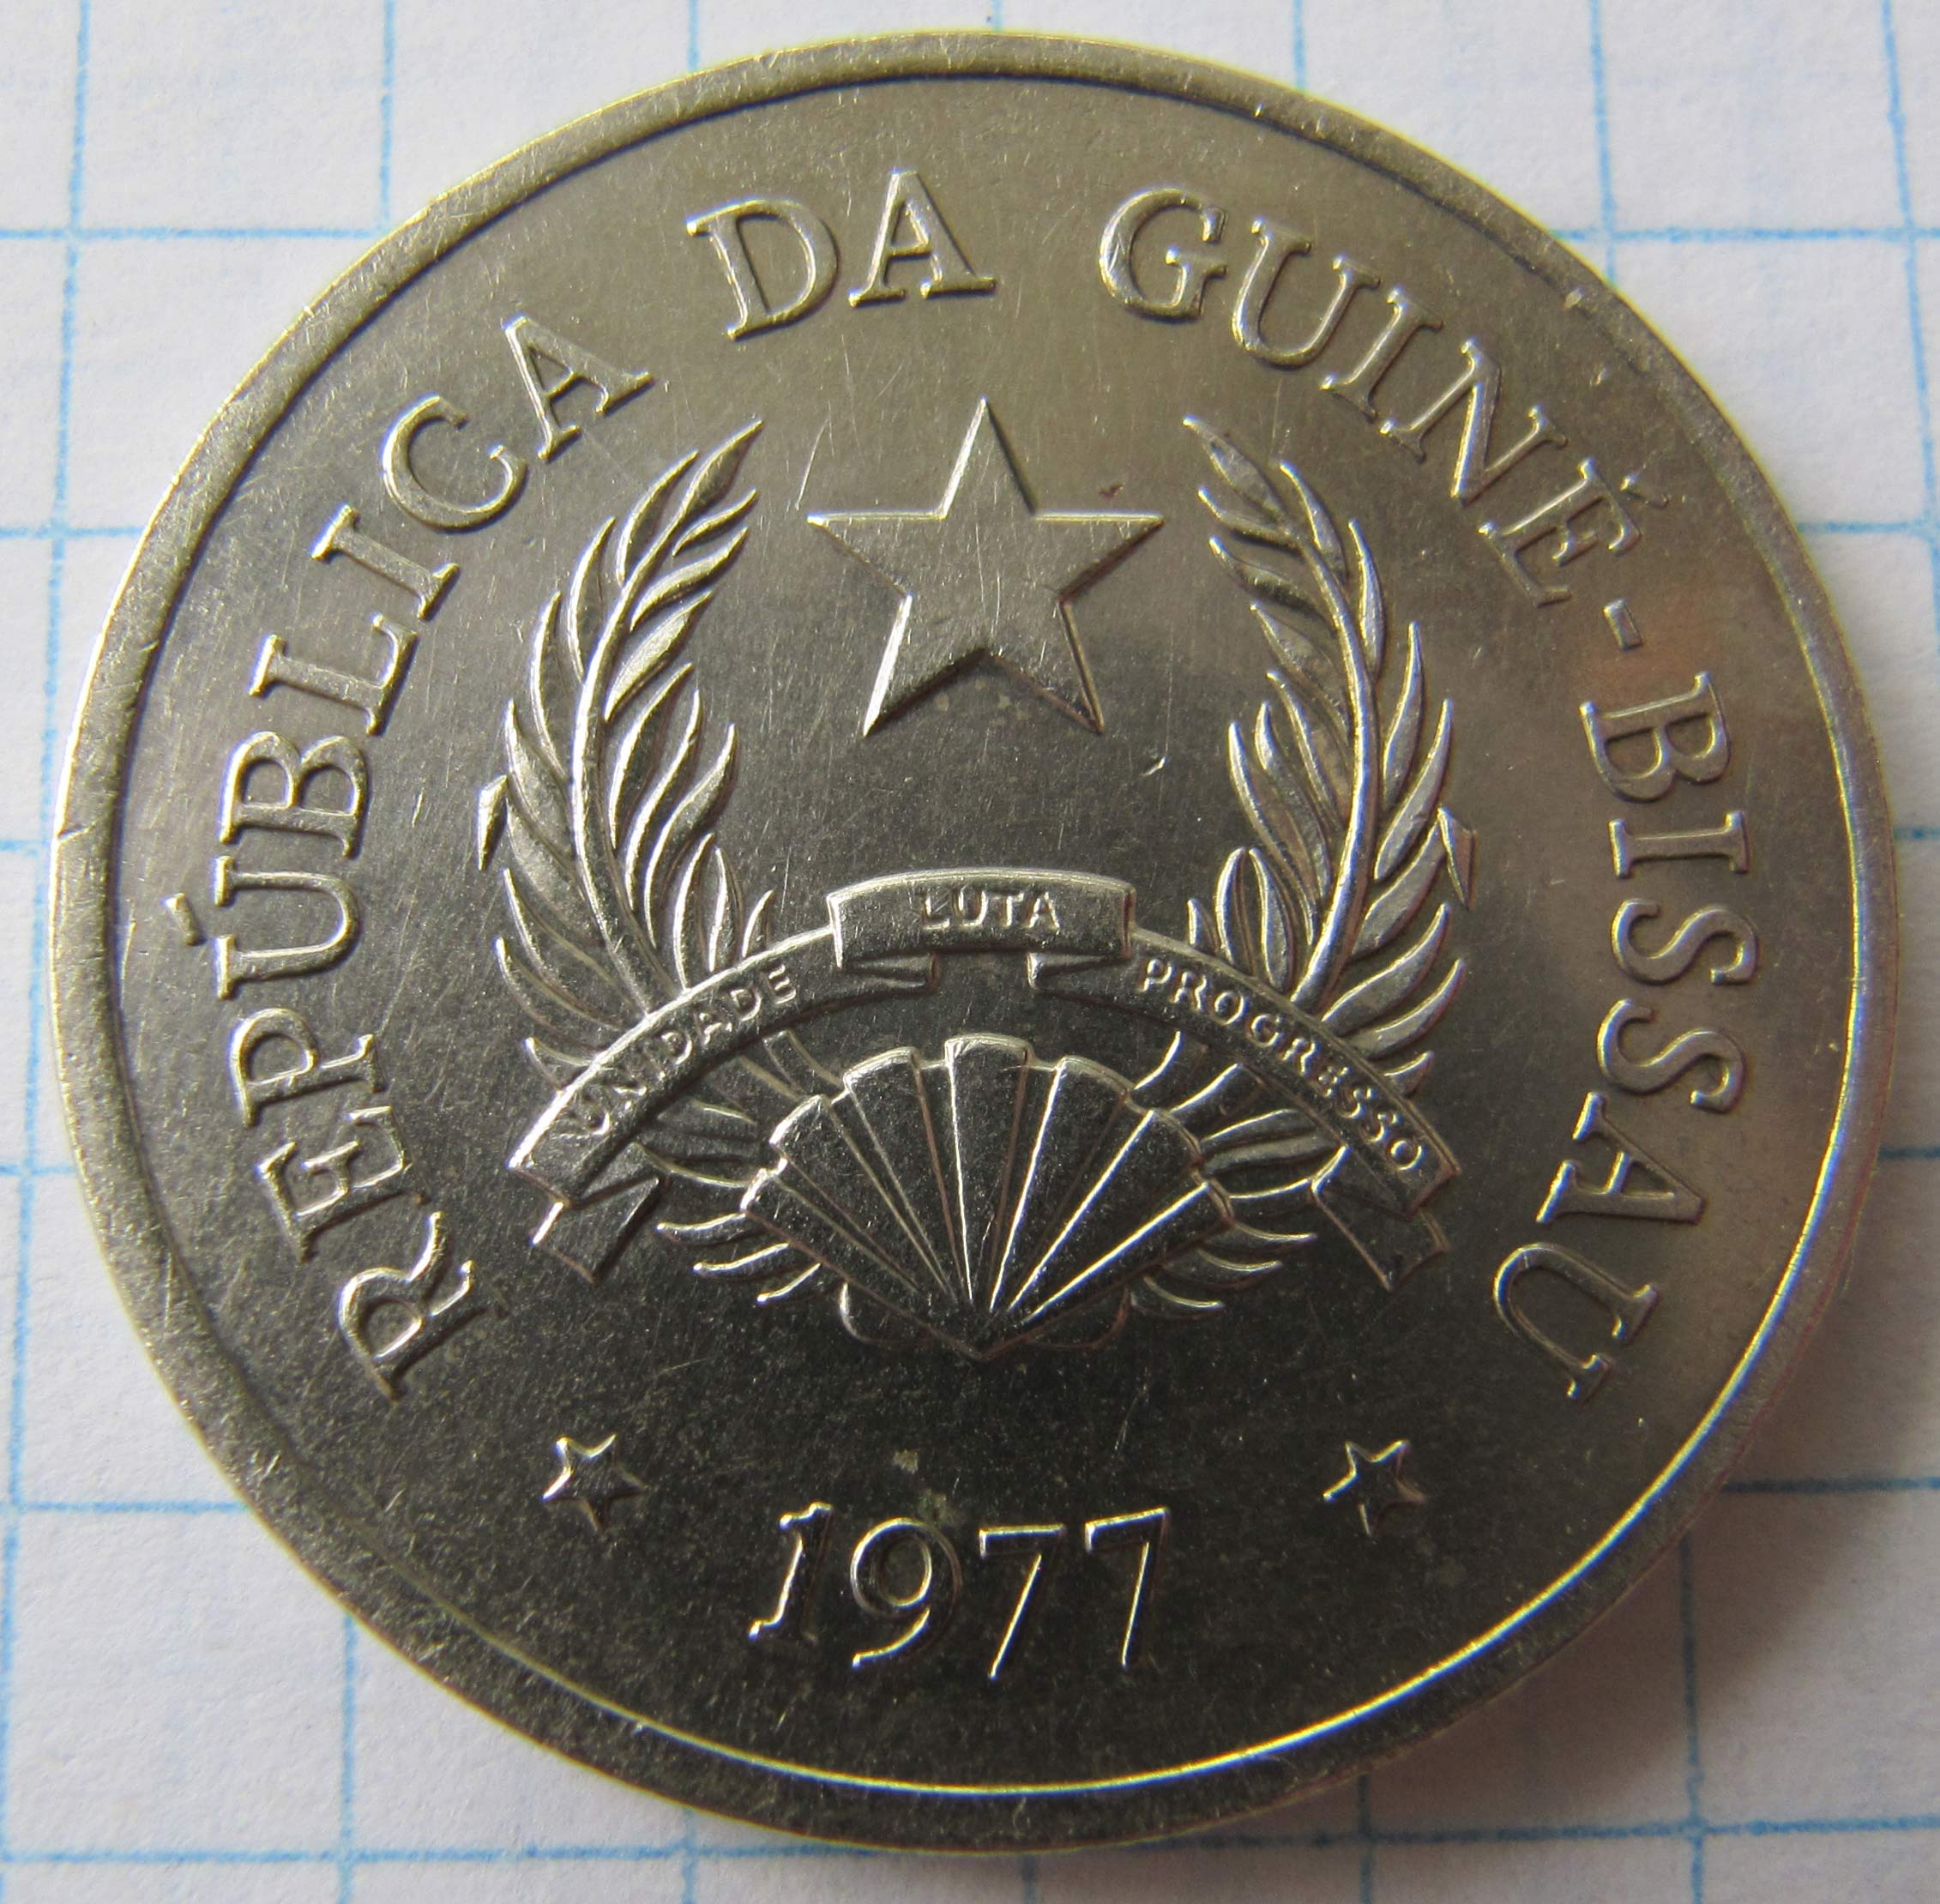 REPÚBLICA DA GUINÉ-BISSAU
LUTA
UNIDADE
PROGRESSO
1977